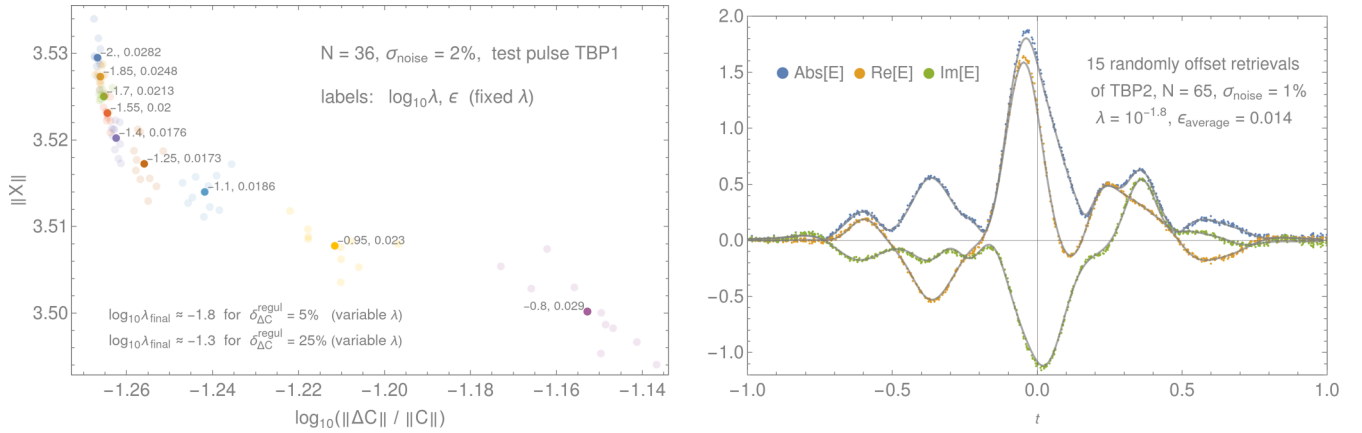 3.53
3.52
3.51
3.50
||X||
-2., 0.0282
-1.85, 0.0248
-1.7, 0.0213
-1.55, 0.02
-1.4, 0.0176
-1.25, 0.0173
-1.1, 0.0186
-0.95, 0.023
-0.8, 0.029
N = 36, σnoise = 2%, test pulse TBP1
labels: log10λ, ϵ (fixed λ)
log10λfinal ≈ -1.8 for δΔC^regul = 5% (variable λ)
log10λfinal ≈ -1.3 for δΔC^regul = 25% (variable λ)
-1.26 -1.24 -1.22 -1.20 -1.18 -1.16 -1.14
log10(||ΔC|| / ||C||)
2.0
1.5
1.0
0.5
0.0
-0.5
-1.0
Abs[E] Re[E] Im[E]
15 randomly offset retrievals
of TBP2, N = 65, σnoise = 1%
λ = 10^-1.8, ϵaverage = 0.014
-1.0 -0.5 0.0 0.5 1.0
t